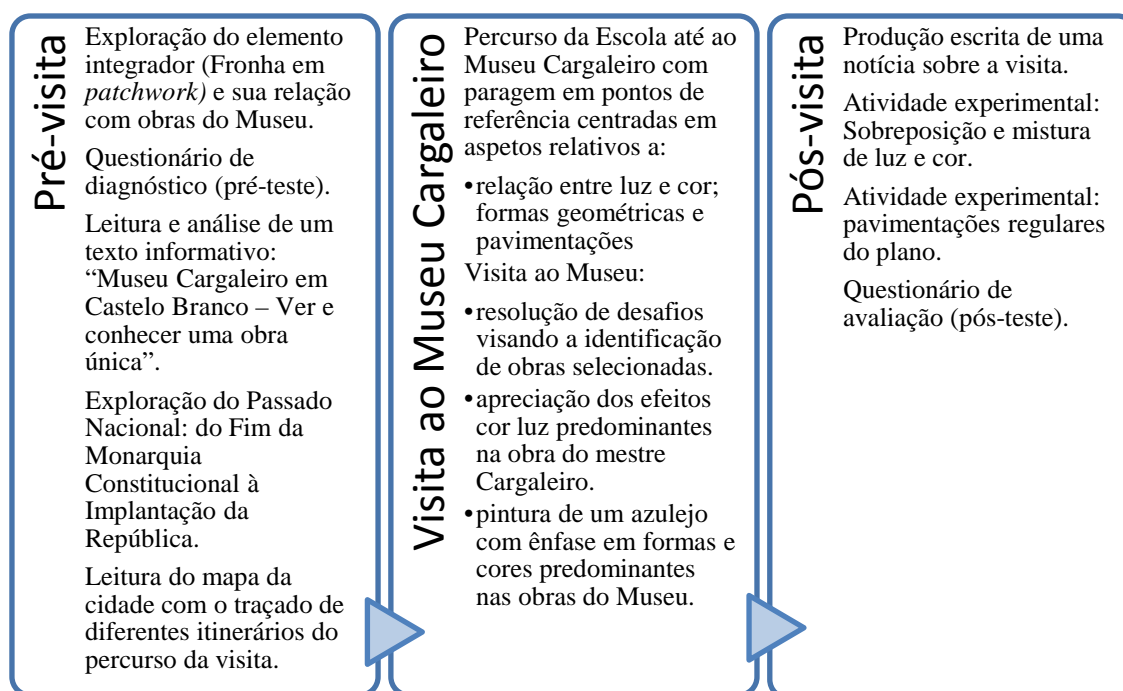 Pré-visita
Exploração do elemento
integrador (Fronha em
patchwork) e sua relação
com obras do Museu.
Questionário de
diagnóstico (pré-teste).
Leitura e análise de um
texto informativo:
“Museu Cargaleiro em
Castelo Branco – Ver e
conhecer uma obra
única”.
Exploração do Passado
Nacional: do Fim da
Monarquia
Constitucional à
Implantação da
República.
Leitura do mapa da
cidade com o traçado de
diferentes itinerários do
percurso da visita.
Visita ao Museu Cargaleiro
Percurso da Escola até ao
Museu Cargaleiro com
paragem em pontos de
referência centradas em
aspetos relativos a:
•relação entre luz e cor;
formas geométricas e
pavimentações
Visita ao Museu:
•resolução de desafios
visando a identificação
de obras selecionadas.
•apreciação dos efeitos
cor luz predominantes
na obra do mestre
Cargaleiro.
•pintura de um azulejo
com ênfase em formas e
cores predominantes
nas obras do Museu.
Pós-visita
Produção escrita de uma
notícia sobre a visita.
Atividade experimental:
Sobreposição e mistura
de luz e cor.
Atividade experimental:
pavimentações regulares
do plano.
Questionário de
avaliação (pós-teste).